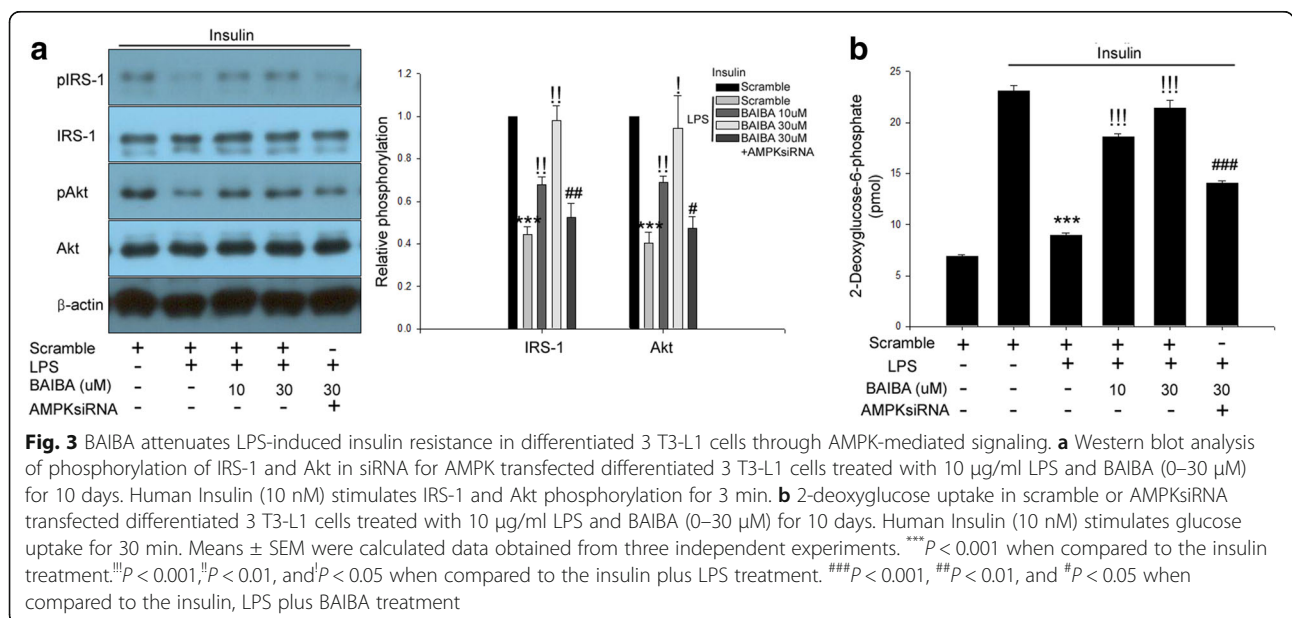 a
Insulin
pIRS-1
IRS-1
pAkt
Akt
β-actin
Scramble + + + + -
LPS - + + + +
BAIBA (uM) - - 10 30 30
AMPKsiRNA - - - - +
Relative phosphorylation
1.2
1.0
0.8
0.6
0.4
0.2
0.0
*** !! !! ##
*** !! ! #
IRS-1 Akt
Insulin
Scramble
LPS
Scramble
BAIBA 10uM
BAIBA 30uM
BAIBA 30uM
+AMPKsiRNA
b
Insulin
2-Deoxyglucose-6-phosphate
(pmol)
25
20
15
10
5
0
*** !!! !!! ###
Scramble + + + + + -
LPS - - + + + +
BAIBA (uM) - - - 10 30 30
AMPKsiRNA - - - - - +
Fig. 3 BAIBA attenuates LPS-induced insulin resistance in differentiated 3 T3-L1 cells through AMPK-mediated signaling. a Western blot analysis
of phosphorylation of IRS-1 and Akt in siRNA for AMPK transfected differentiated 3 T3-L1 cells treated with 10 μg/ml LPS and BAIBA (0–30 μM)
for 10 days. Human Insulin (10 nM) stimulates IRS-1 and Akt phosphorylation for 3 min. b 2-deoxyglucose uptake in scramble or AMPKsiRNA
transfected differentiated 3 T3-L1 cells treated with 10 μg/ml LPS and BAIBA (0–30 μM) for 10 days. Human Insulin (10 nM) stimulates glucose
uptake for 30 min. Means ± SEM were calculated data obtained from three independent experiments. ***P < 0.001 when compared to the insulin
treatment.!!!P < 0.001,!!P < 0.01, and!P < 0.05 when compared to the insulin plus LPS treatment. ###P < 0.001, ##P < 0.01, and #P < 0.05 when
compared to the insulin, LPS plus BAIBA treatment